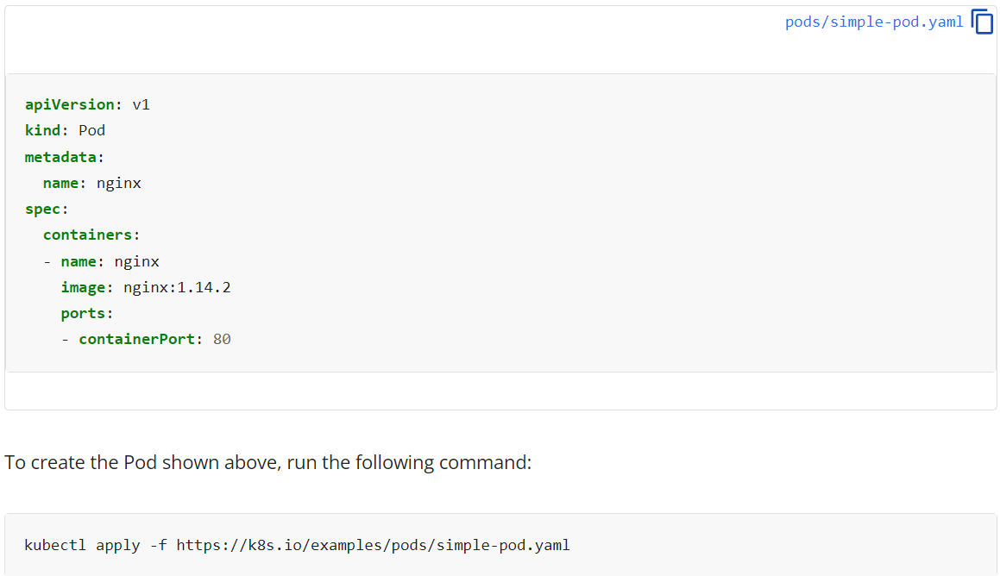 pods/simple-pod.yaml
apiVersion: v1
kind: Pod
metadata:
  name: nginx
spec:
  containers:
  - name: nginx
    image: nginx:1.14.2
    ports:
    - containerPort: 80
To create the Pod shown above, run the following command:
kubectl apply -f https://k8s.io/examples/pods/simple-pod.yaml